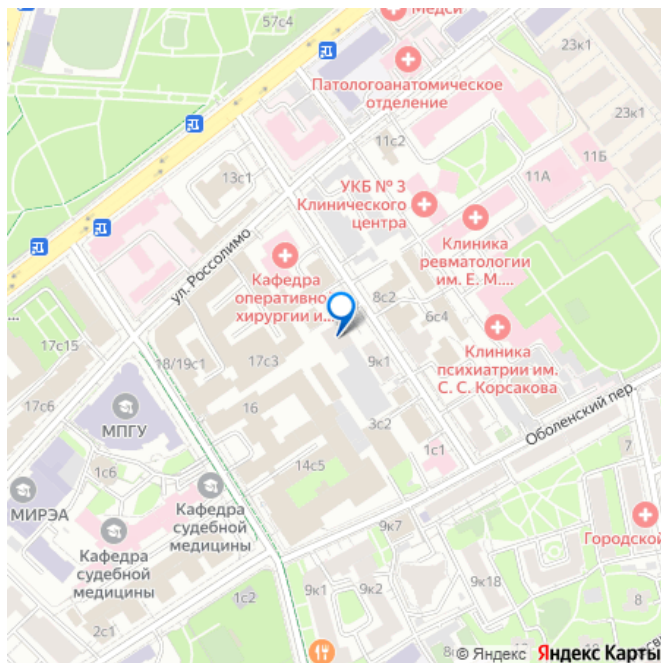 57с4
Медси
23к1
Патологоанатомическое
отделение
23к1
11с2
11Б
13с1
11А
УКБ № 3
Клинического
центра
Клиника
ревматологии
им. Е. М....
ул. Россолимо
Кафедра
оперативной
хирургии и...
8с2
6с4
17с15
18/19с1
17с3
9к1
Клиника
психиатрии им.
С. С. Корсакова
17с6
16
МПГУ
3с2
Оболенский пер.
7
1с6
14с5
1с1
МИРЭА
Кафедра
судебной
медицины
Кафедра
судебной
медицины
9к7
Городской
9к1
9к2
9к18
8
1с2
2с1
10
© Яндекс Яндекс Карты